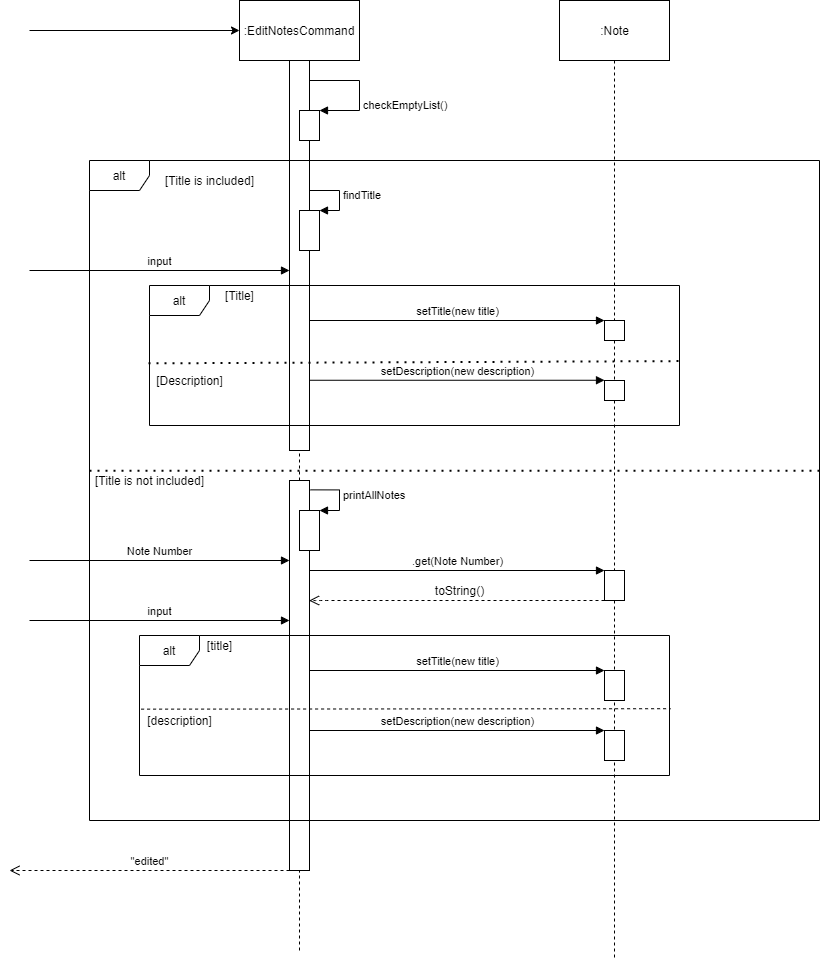 :EditNotesCommand
:Note
checkEmptyList()
alt
[Title is included]
findTitle
input
alt
[Title]
setTitle(new title)
[Description]
setDescription(new description)
[Title is not included]
printAllNotes
Note Number
.get(Note Number)
toString()
input
alt
[title]
setTitle(new title)
[description]
setDescription(new description)
"edited"